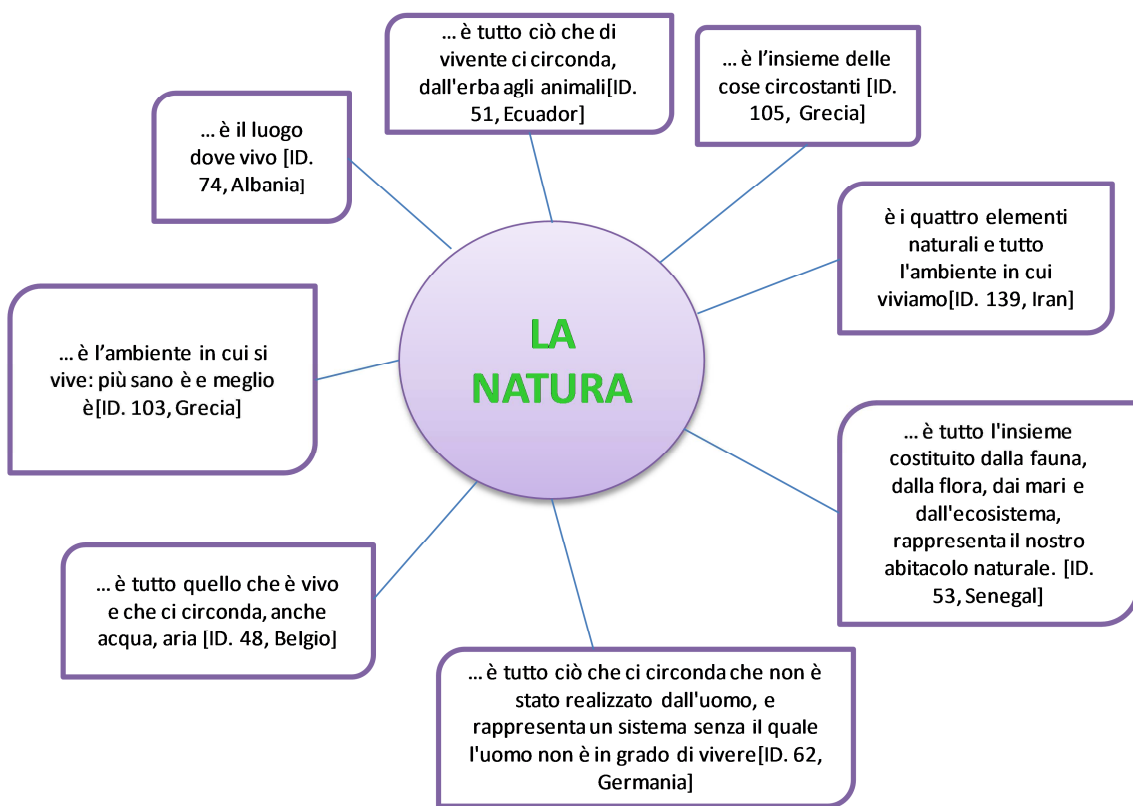 ... è tutto ciò che di
vivente ci circonda,
dall'erba agli animali[ID.
51, Ecuador]
... è l’insieme delle
cose circostanti [ID.
105, Grecia]
... è il luogo
dove vivo [ID.
74, Albania]
è i quattro elementi
naturali e tutto
l'ambiente in cui
viviamo[ID. 139, Iran]
LA
NATURA
... è l’ambiente in cui si
vive: più sano è e meglio
è[ID. 103, Grecia]
... è tutto l'insieme
costituito dalla fauna,
dalla flora, dai mari e
dall'ecosistema,
rappresenta il nostro
abitacolo naturale. [ID.
53, Senegal]
... è tutto quello che è vivo
e che ci circonda, anche
acqua, aria [ID. 48, Belgio]
... è tutto ciò che ci circonda che non è
stato realizzato dall'uomo, e
rappresenta un sistema senza il quale
l'uomo non è in grado di vivere[ID. 62,
Germania]